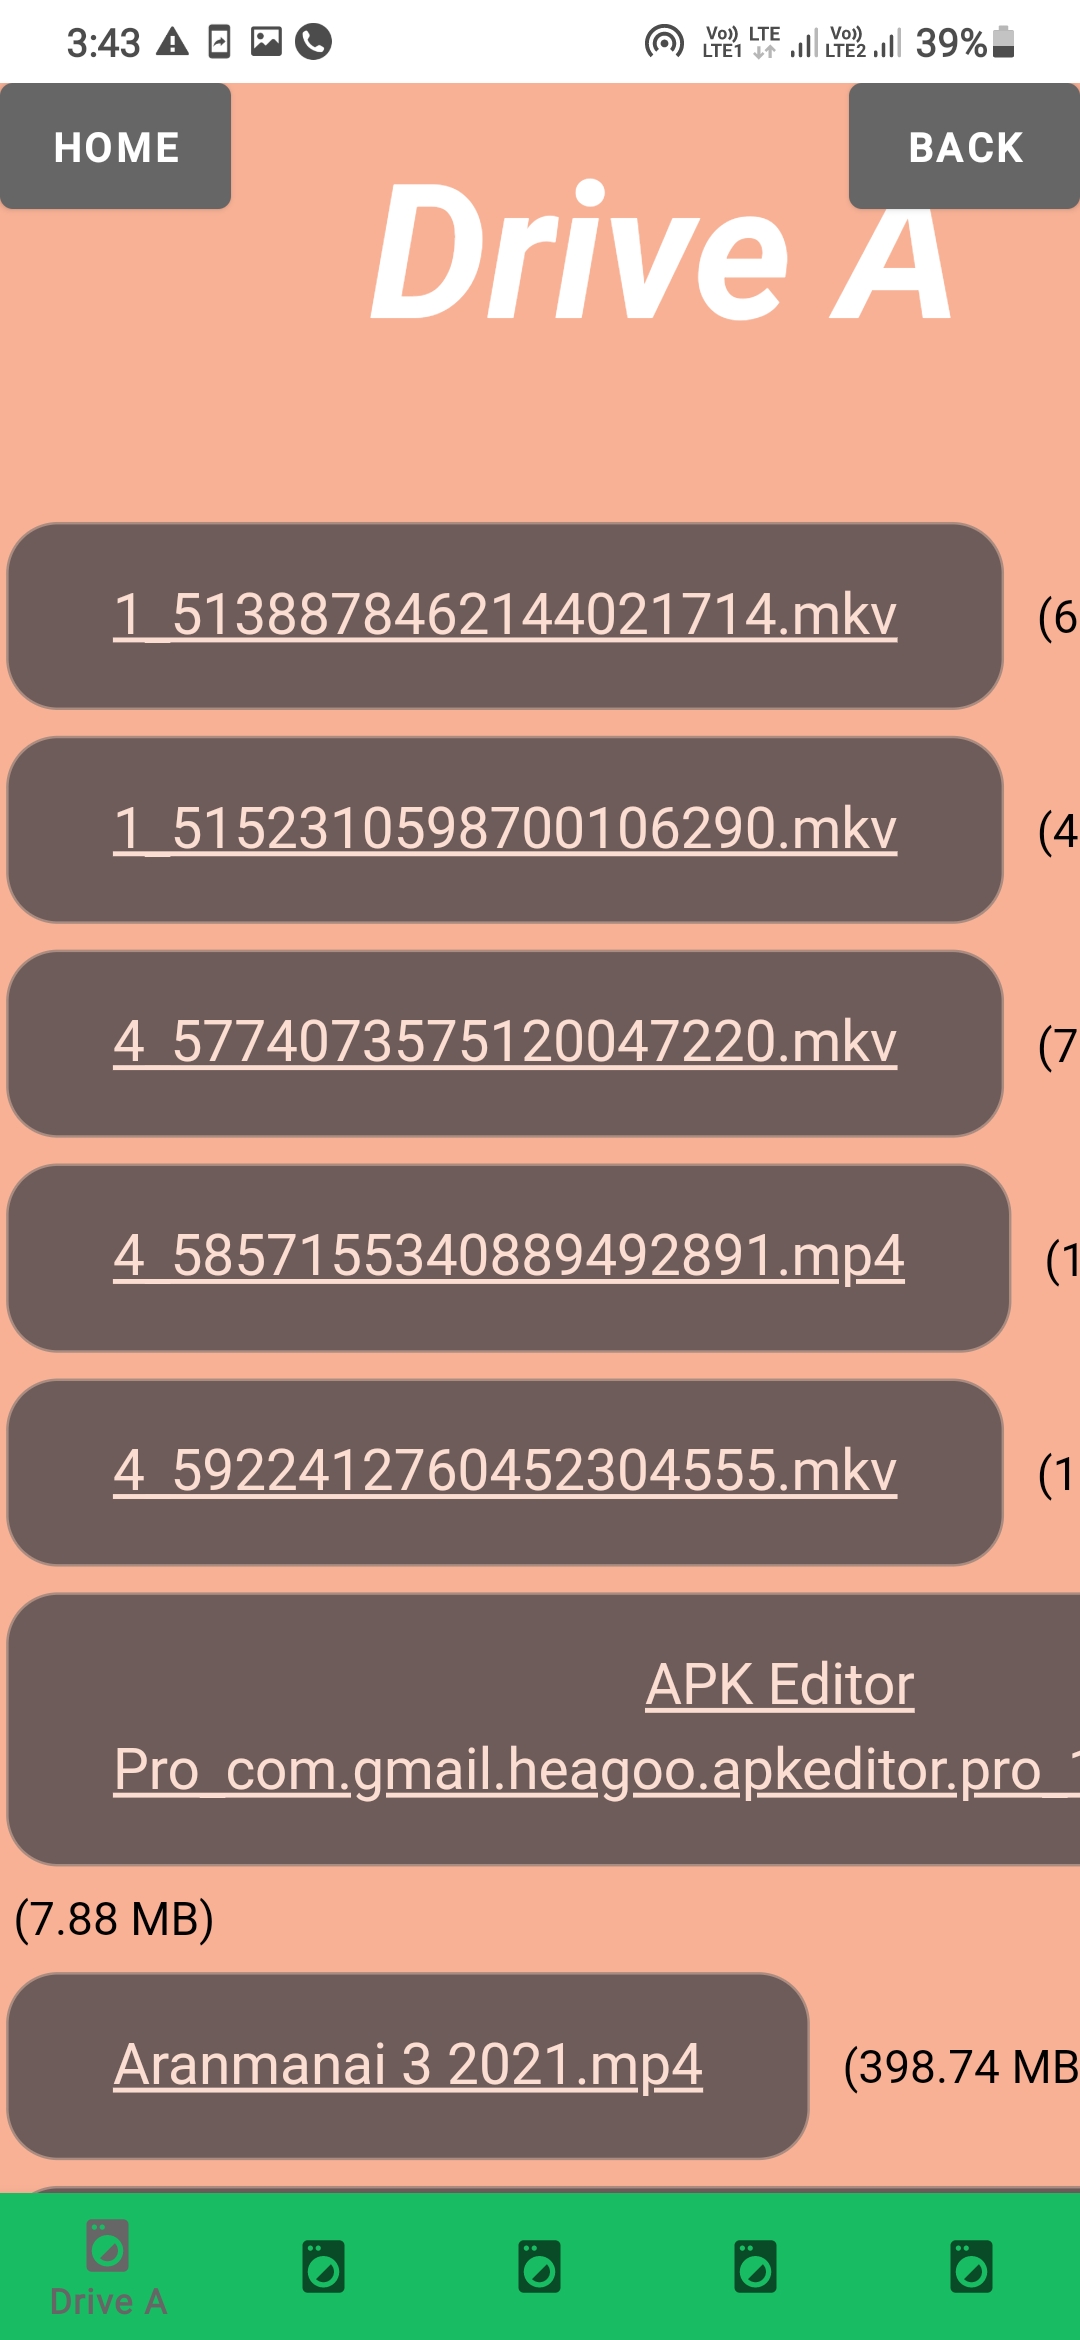 3:43 Vo)) LTE1 LTE Vo)) LTE2 39%
HOME BACK
Drive A
1_5138878462144021714.mkv (6
1_5152310598700106290.mkv (4
4_5774073575120047220.mkv (7
4_5857155340889492891.mp4 (1
4_5922412760452304555.mkv (1
APK Editor
Pro_com.gmail.heagoo.apkeditor.pro_1
(7.88 MB)
Aranmanai 3 2021.mp4 (398.74 MB
Drive A